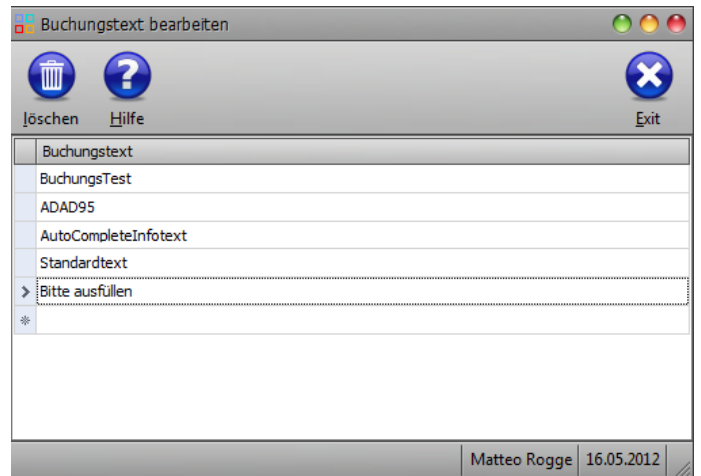 Buchungstext bearbeiten
löschen Hilfe Exit
Buchungstext
BuchungsTest
ADAD95
AutoCompleteInfotext
Standardtext
Bitte ausfüllen
Matteo Rogge 16.05.2012